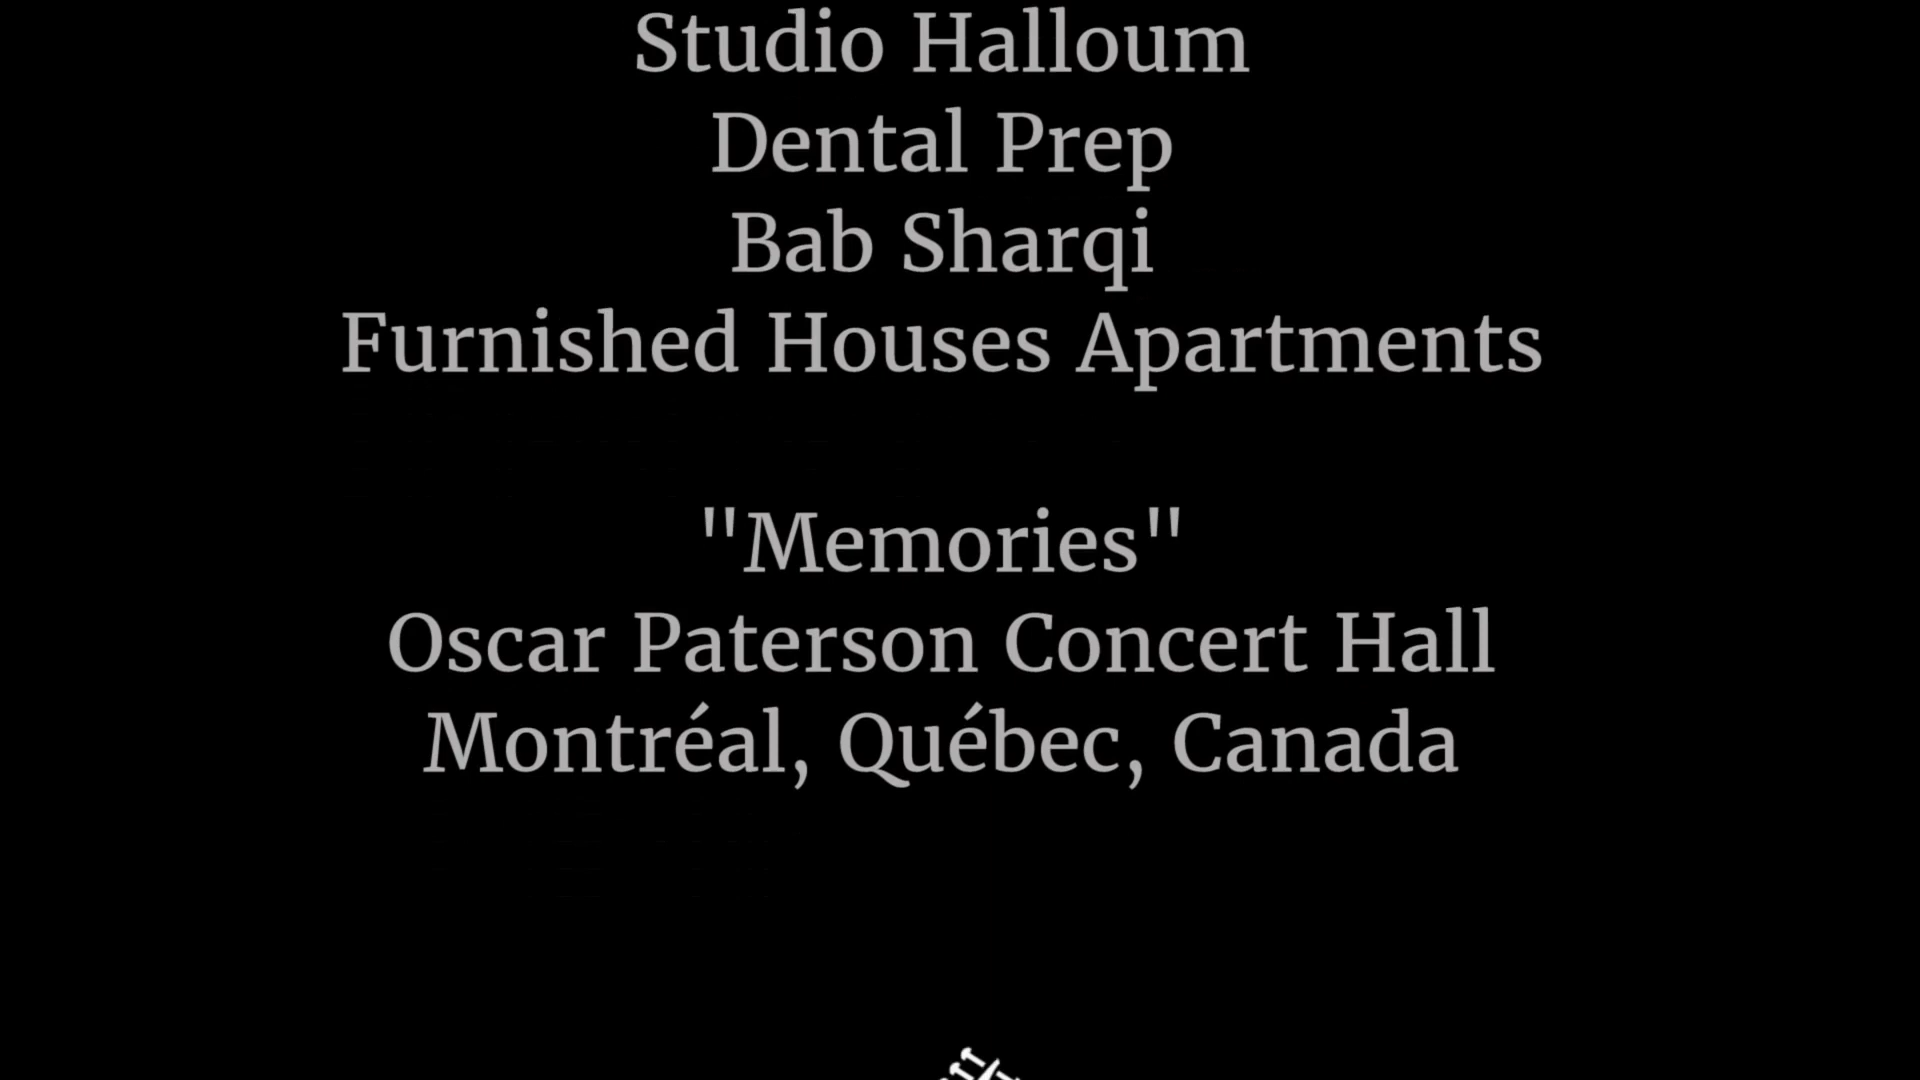 Studio Halloum
Dental Prep
Bab Sharqi
Furnished Houses Apartments
"Memories"
Oscar Paterson Concert Hall
Montréal, Québec, Canada